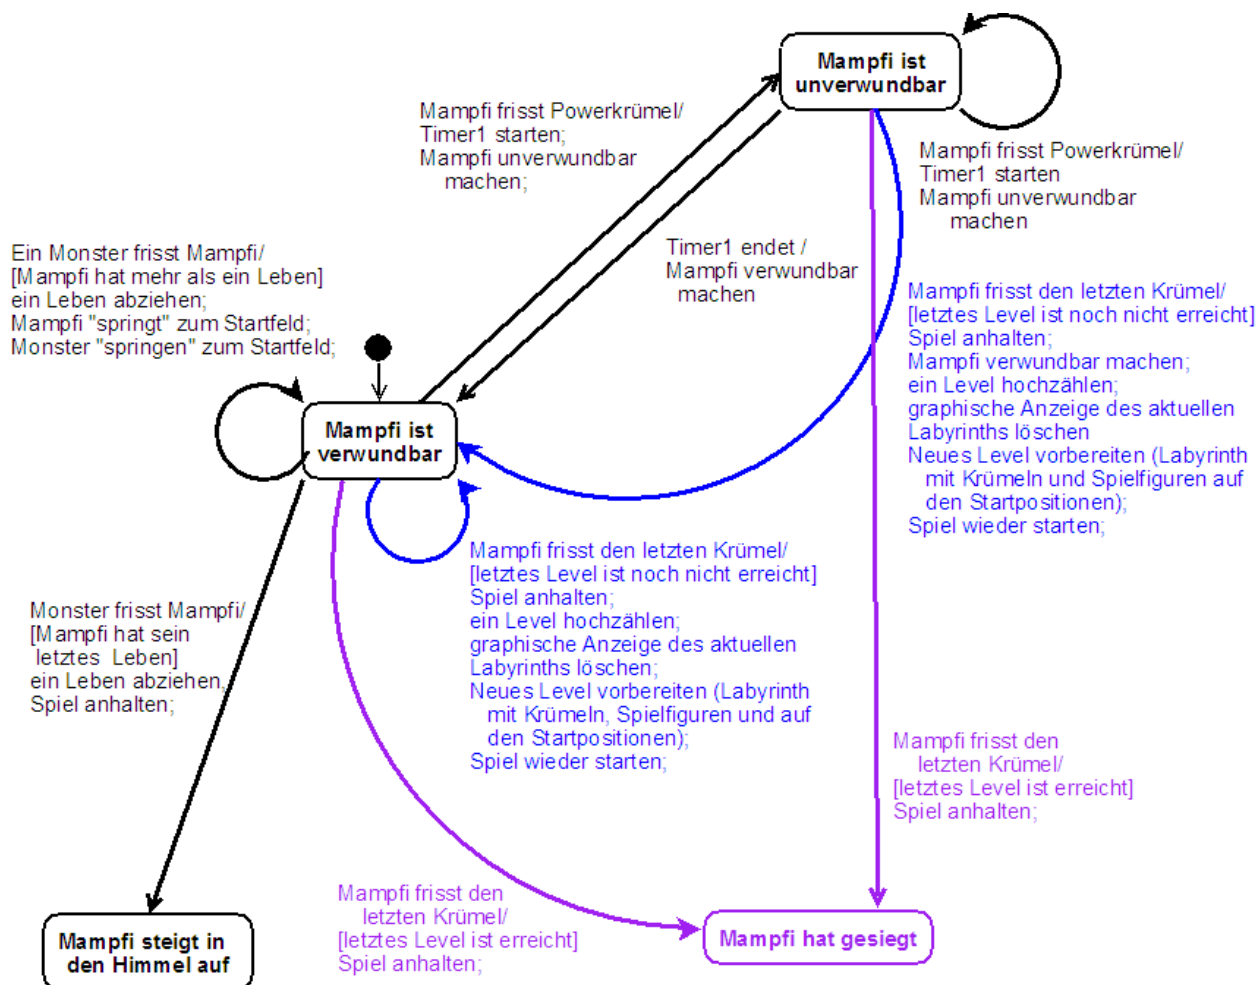 Mampfi ist
unverwundbar
Mampfi frisst Powerkrümel/
Timer1 starten;
Mampfi unverwundbar
machen;
Mampfi frisst Powerkrümel/
Timer1 starten
Mampfi unverwundbar
machen
Ein Monster frisst Mampfi/
[Mampfi hat mehr als ein Leben]
ein Leben abziehen;
Mampfi "springt" zum Startfeld;
Monster "springen" zum Startfeld;
Timer1 endet /
Mampfi verwundbar
machen
Mampfi frisst den letzten Krümel/
[letztes Level ist noch nicht erreicht]
Spiel anhalten;
Mampfi verwundbar machen;
ein Level hochzählen;
graphische Anzeige des aktuellen
Labyrinths löschen
Neues Level vorbereiten (Labyrinth
mit Krümeln und Spielfiguren auf
den Startpositionen);
Spiel wieder starten;
Mampfi ist
verwundbar
Mampfi frisst den letzten Krümel/
[letztes Level ist noch nicht erreicht]
Spiel anhalten;
ein Level hochzählen;
graphische Anzeige des aktuellen
Labyrinths löschen;
Neues Level vorbereiten (Labyrinth
mit Krümeln, Spielfiguren und auf
den Startpositionen);
Spiel wieder starten;
Monster frisst Mampfi/
[Mampfi hat sein
letztes Leben]
ein Leben abziehen,
Spiel anhalten;
Mampfi frisst den
letzten Krümel/
[letztes Level ist erreicht]
Spiel anhalten;
Mampfi frisst den
letzten Krümel/
[letztes Level ist erreicht]
Spiel anhalten;
Mampfi steigt in
den Himmel auf
Mampfi hat gesiegt